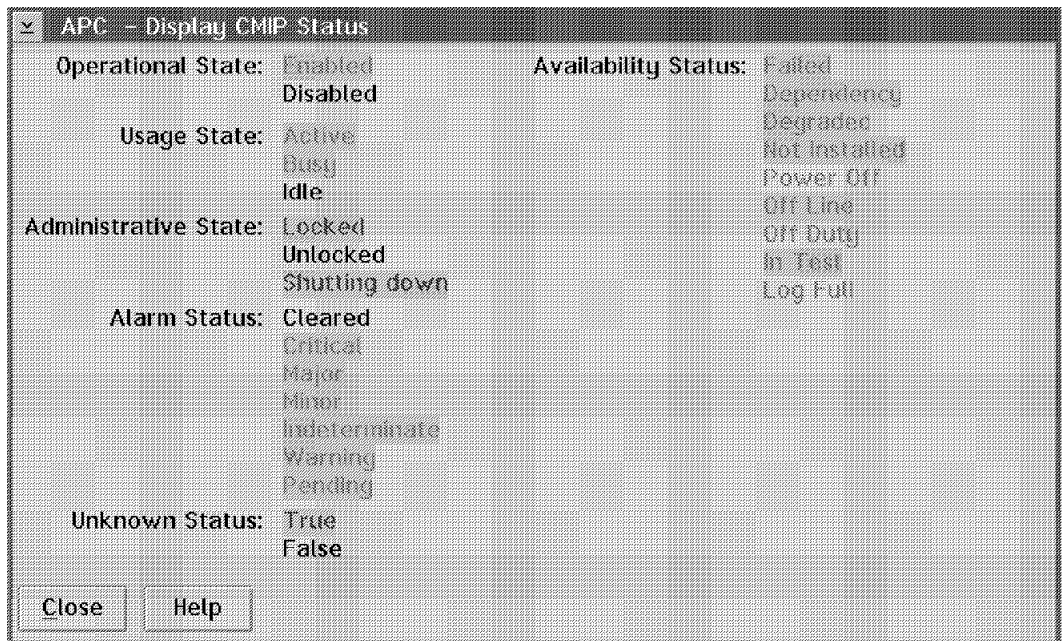 APC - Display CMIP Status
Operational State: Enabled
Disabled
Usage State: Active
Busy
Idle
Administrative State: Locked
Unlocked
Shutting down
Alarm Status: Cleared
Critical
Major
Minor
Indeterminate
Warning
Pending
Unknown Status: True
False
Availability Status: Failed
Dependency
Degraded
Not Installed
Power Off
Off Line
Off Duty
In Test
Log Full
Close Help